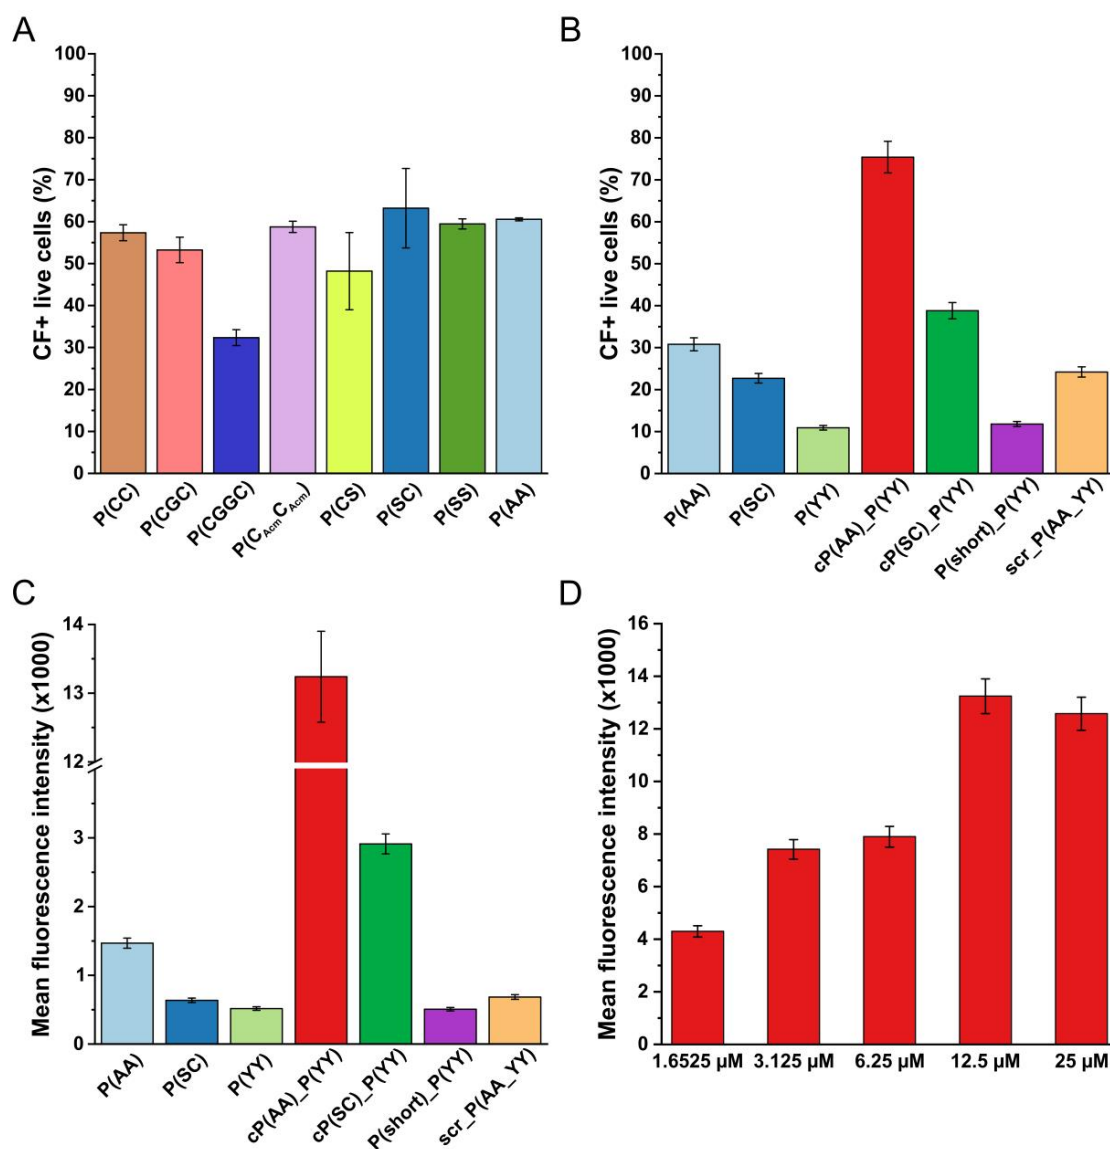 A
CF+ live cells (%)
100
90
80
70
60
50
40
30
20
10
0
P(CC)
P(CGC)
P(CGGC)
P(CAcmCAcm)
P(CS)
P(SC)
P(SS)
P(AA)
B
CF+ live cells (%)
100
90
80
70
60
50
40
30
20
10
0
P(AA)
P(SC)
P(YY)
cP(AA)_P(YY)
cP(SC)_P(YY)
P(short)_P(YY)
scr_P(AA_YY)
C
Mean fluorescence intensity (x1000)
14
13
12
3
2
1
0
P(AA)
P(SC)
P(YY)
cP(AA)_P(YY)
cP(SC)_P(YY)
P(short)_P(YY)
scr_P(AA_YY)
D
Mean fluorescence intensity (x1000)
16
14
12
10
8
6
4
2
0
1.6525 µM
3.125 µM
6.25 µM
12.5 µM
25 µM